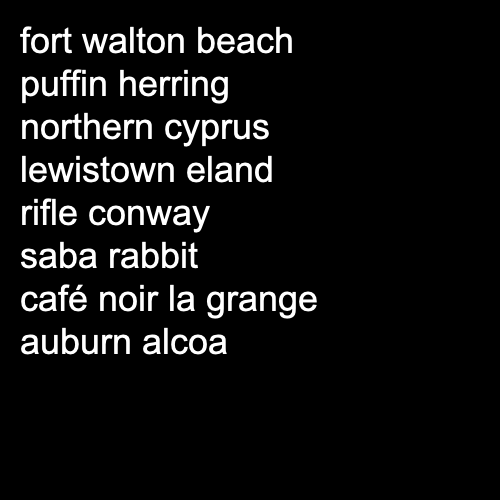 fort walton beach
puffin herring
northern cyprus
lewistown eland
rifle conway
saba rabbit
café noir la grange
auburn alcoa